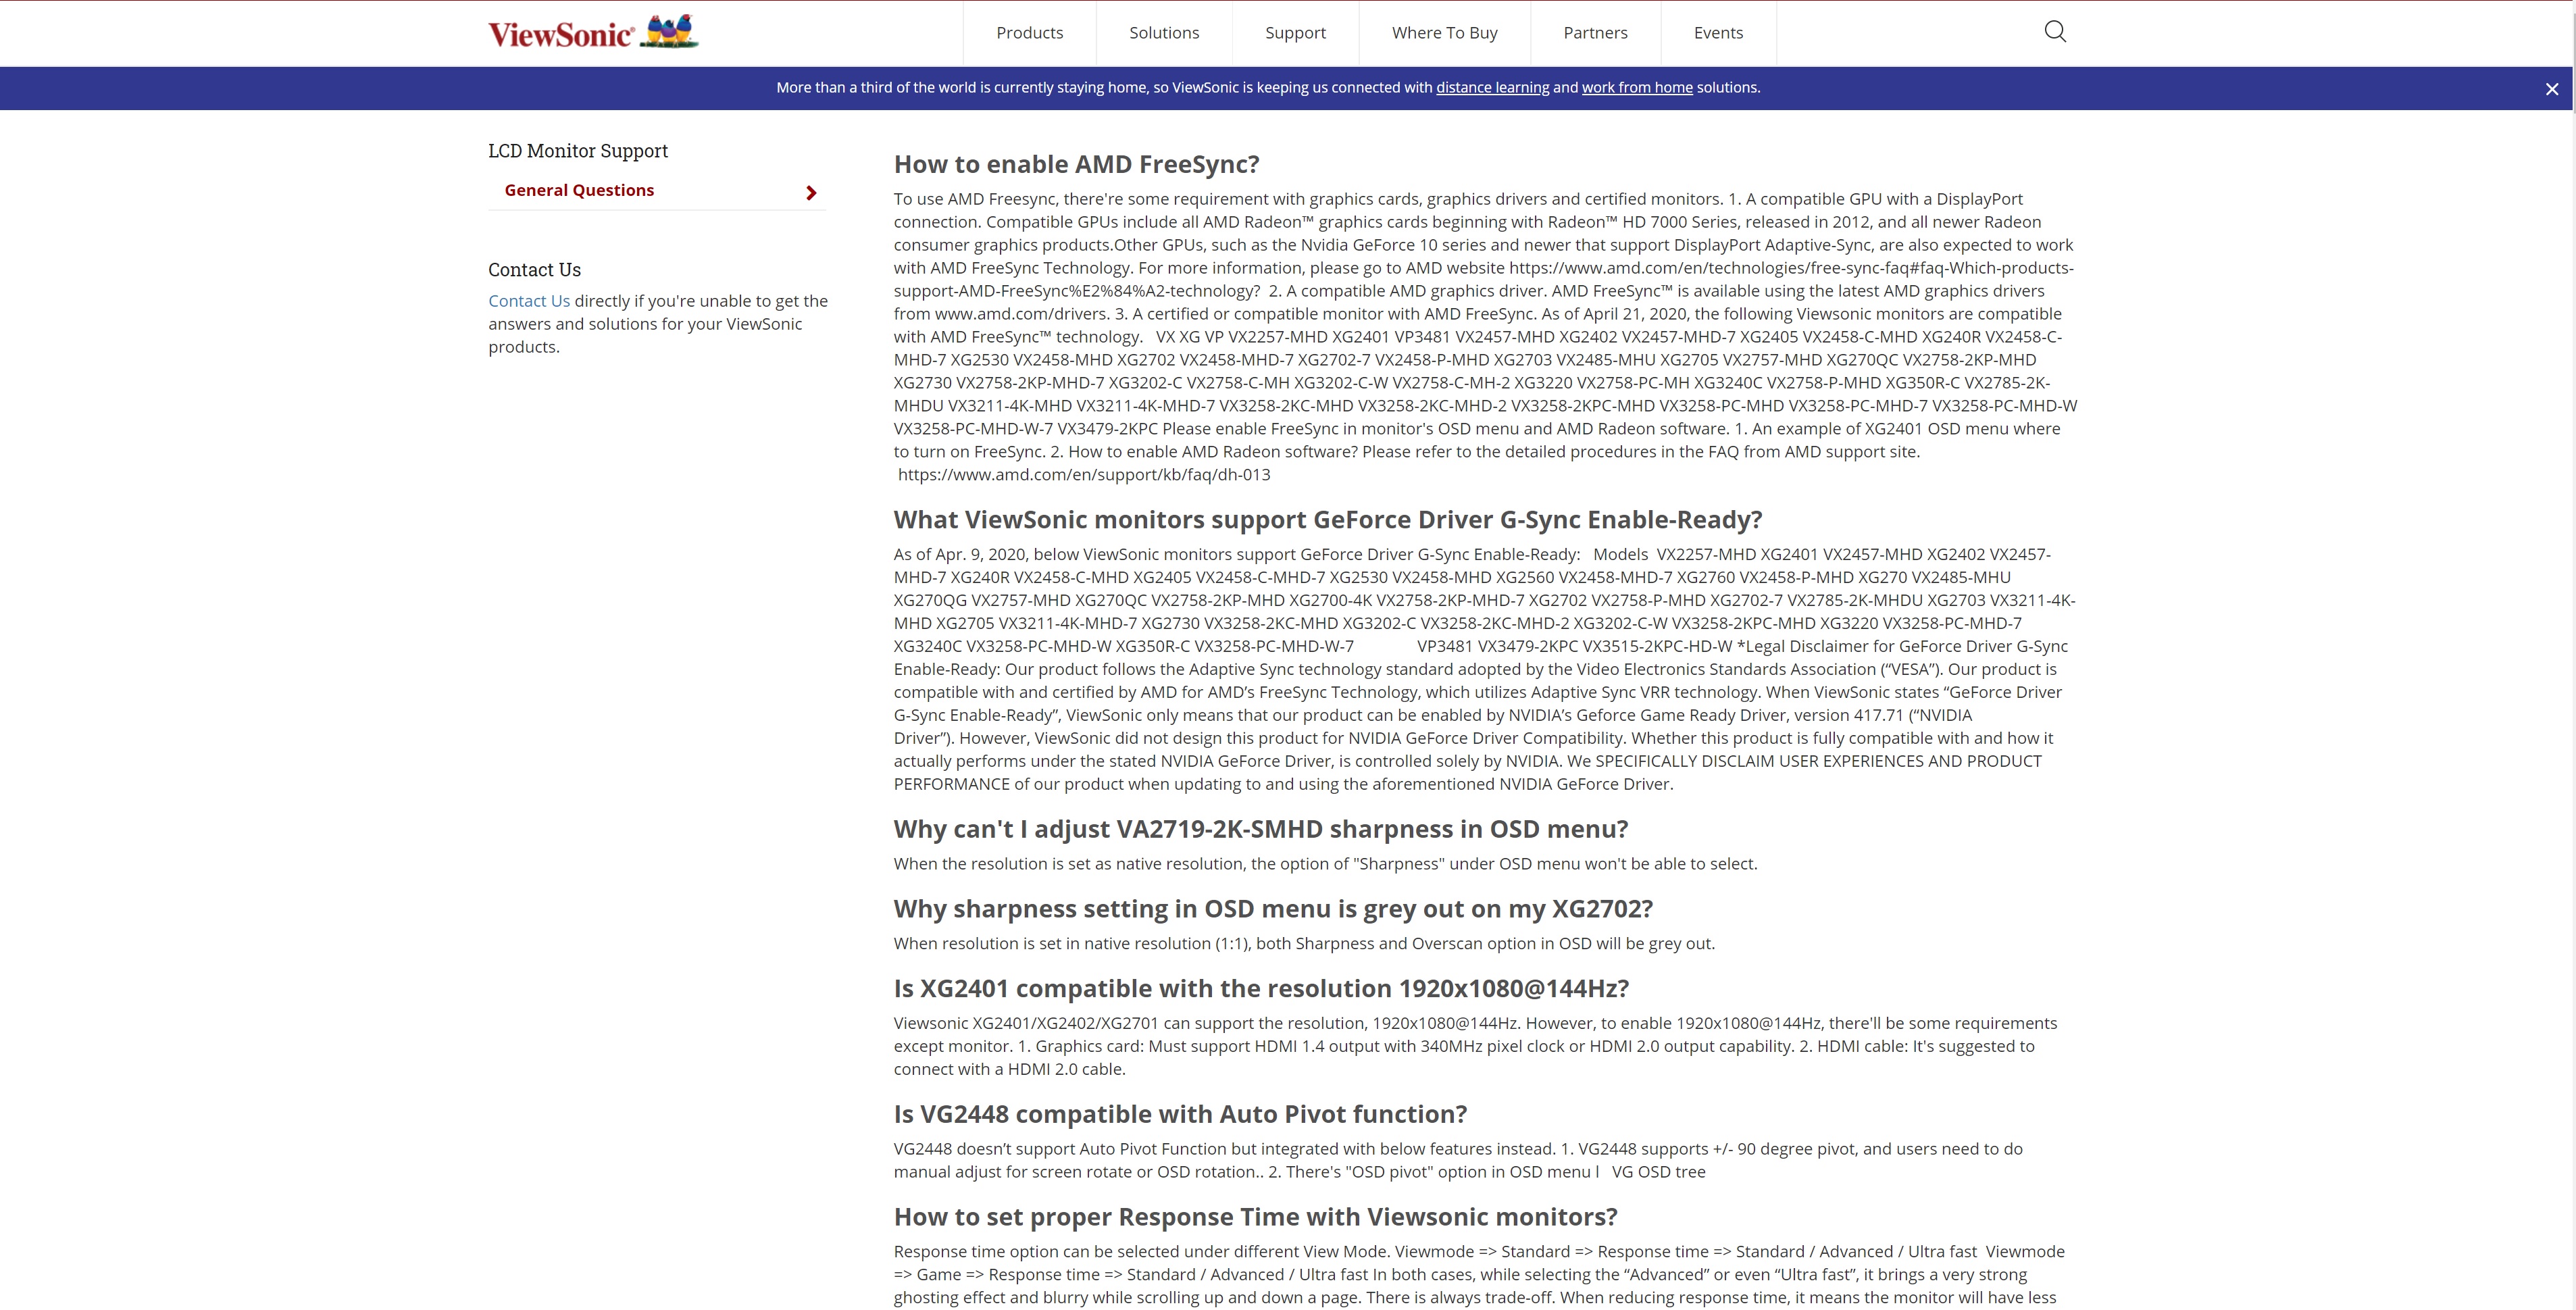 ViewSonic®
Products
Solutions
Support
Where To Buy
Partners
Events
More than a third of the world is currently staying home, so ViewSonic is keeping us connected with distance learning and work from home solutions.
LCD Monitor Support
General Questions
Contact Us
Contact Us directly if you're unable to get the
answers and solutions for your ViewSonic
products.
How to enable AMD FreeSync?
To use AMD Freesync, there's some requirement with graphics cards, graphics drivers and certified monitors. 1. A compatible GPU with a DisplayPort
connection. Compatible GPUs include all AMD Radeon™ graphics cards beginning with Radeon™ HD 7000 Series, released in 2012, and all newer Radeon
consumer graphics products.Other GPUs, such as the Nvidia GeForce 10 series and newer that support DisplayPort Adaptive-Sync, are also expected to work
with AMD FreeSync Technology. For more information, please go to AMD website https://www.amd.com/en/technologies/free-sync-faq#faq-Which-products-
support-AMD-FreeSync%E2%84%A2-technology?  2. A compatible AMD graphics driver. AMD FreeSync™ is available using the latest AMD graphics drivers
from www.amd.com/drivers. 3. A certified or compatible monitor with AMD FreeSync. As of April 21, 2020, the following Viewsonic monitors are compatible
with AMD FreeSync™ technology.   VX XG VP VX2257-MHD XG2401 VP3481 VX2457-MHD XG2402 VX2457-MHD-7 XG2405 VX2458-C-MHD XG240R VX2458-C-
MHD-7 XG2530 VX2458-MHD XG2702 VX2458-MHD-7 XG2702-7 VX2458-P-MHD XG2703 VX2485-MHU XG2705 VX2757-MHD XG270QC VX2758-2KP-MHD
XG2730 VX2758-2KP-MHD-7 XG3202-C VX2758-C-MH XG3202-C-W VX2758-C-MH-2 XG3220 VX2758-PC-MH XG3240C VX2758-P-MHD XG350R-C VX2785-2K-
MHDU VX3211-4K-MHD VX3211-4K-MHD-7 VX3258-2KC-MHD VX3258-2KC-MHD-2 VX3258-2KPC-MHD VX3258-PC-MHD VX3258-PC-MHD-7 VX3258-PC-MHD-W
VX3258-PC-MHD-W-7 VX3479-2KPC Please enable FreeSync in monitor's OSD menu and AMD Radeon software. 1. An example of XG2401 OSD menu where
to turn on FreeSync. 2. How to enable AMD Radeon software? Please refer to the detailed procedures in the FAQ from AMD support site.
https://www.amd.com/en/support/kb/faq/dh-013
What ViewSonic monitors support GeForce Driver G-Sync Enable-Ready?
As of Apr. 9, 2020, below ViewSonic monitors support GeForce Driver G-Sync Enable-Ready:   Models  VX2257-MHD XG2401 VX2457-MHD XG2402 VX2457-
MHD-7 XG240R VX2458-C-MHD XG2405 VX2458-C-MHD-7 XG2530 VX2458-MHD XG2560 VX2458-MHD-7 XG2760 VX2458-P-MHD XG270 VX2485-MHU
XG270QG VX2757-MHD XG270QC VX2758-2KP-MHD XG2700-4K VX2758-2KP-MHD-7 XG2702 VX2758-P-MHD XG2702-7 VX2785-2K-MHDU XG2703 VX3211-4K-
MHD XG2705 VX3211-4K-MHD-7 XG2730 VX3258-2KC-MHD XG3202-C VX3258-2KC-MHD-2 XG3202-C-W VX3258-2KPC-MHD XG3220 VX3258-PC-MHD-7
XG3240C VX3258-PC-MHD-W XG350R-C VX3258-PC-MHD-W-7 VP3481 VX3479-2KPC VX3515-2KPC-HD-W *Legal Disclaimer for GeForce Driver G-Sync
Enable-Ready: Our product follows the Adaptive Sync technology standard adopted by the Video Electronics Standards Association (“VESA”). Our product is
compatible with and certified by AMD for AMD’s FreeSync Technology, which utilizes Adaptive Sync VRR technology. When ViewSonic states “GeForce Driver
G-Sync Enable-Ready”, ViewSonic only means that our product can be enabled by NVIDIA’s Geforce Game Ready Driver, version 417.71 (“NVIDIA
Driver”). However, ViewSonic did not design this product for NVIDIA GeForce Driver Compatibility. Whether this product is fully compatible with and how it
actually performs under the stated NVIDIA GeForce Driver, is controlled solely by NVIDIA. We SPECIFICALLY DISCLAIM USER EXPERIENCES AND PRODUCT
PERFORMANCE of our product when updating to and using the aforementioned NVIDIA GeForce Driver.
Why can't I adjust VA2719-2K-SMHD sharpness in OSD menu?
When the resolution is set as native resolution, the option of "Sharpness" under OSD menu won't be able to select.
Why sharpness setting in OSD menu is grey out on my XG2702?
When resolution is set in native resolution (1:1), both Sharpness and Overscan option in OSD will be grey out.
Is XG2401 compatible with the resolution 1920x1080@144Hz?
Viewsonic XG2401/XG2402/XG2701 can support the resolution, 1920x1080@144Hz. However, to enable 1920x1080@144Hz, there'll be some requirements
except monitor. 1. Graphics card: Must support HDMI 1.4 output with 340MHz pixel clock or HDMI 2.0 output capability. 2. HDMI cable: It's suggested to
connect with a HDMI 2.0 cable.
Is VG2448 compatible with Auto Pivot function?
VG2448 doesn’t support Auto Pivot Function but integrated with below features instead. 1. VG2448 supports +/- 90 degree pivot, and users need to do
manual adjust for screen rotate or OSD rotation.. 2. There's "OSD pivot" option in OSD menu l   VG OSD tree
How to set proper Response Time with Viewsonic monitors?
Response time option can be selected under different View Mode. Viewmode => Standard => Response time => Standard / Advanced / Ultra fast  Viewmode
=> Game => Response time => Standard / Advanced / Ultra fast In both cases, while selecting the “Advanced” or even “Ultra fast”, it brings a very strong
ghosting effect and blurry while scrolling up and down a page. There is always trade-off. When reducing response time, it means the monitor will have less